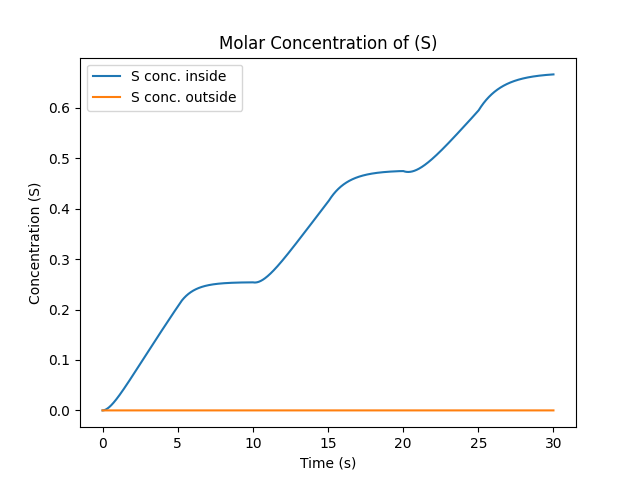 Molar Concentration of (S)
S conc. inside
S conc. outside
Concentration (S)
0.6
0.5
0.4
0.3
0.2
0.1
0.0
0 5 10 15 20 25 30
Time (s)